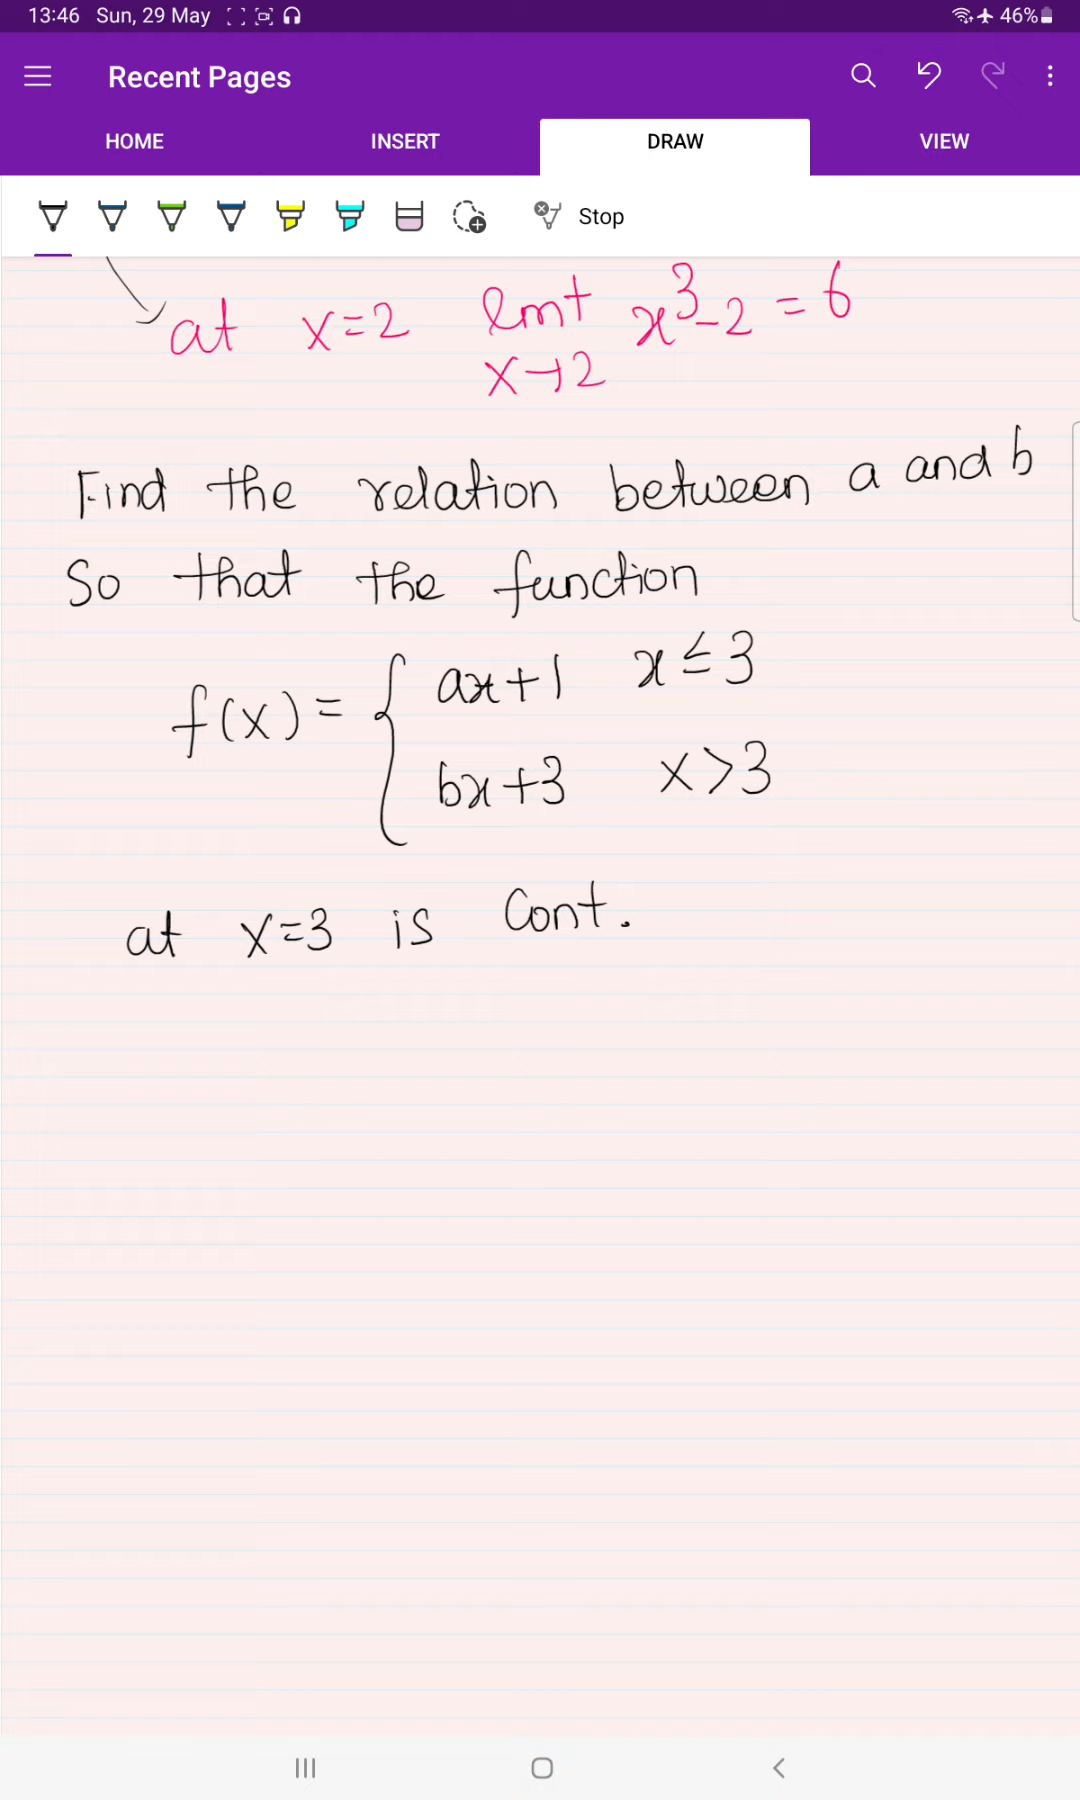 13:46 Sun, 29 May 46%
Recent Pages
HOME INSERT DRAW VIEW
Stop
at x=2 lmt x³-2 = 6
x→2
Find the relation between a and b
So that the function
f(x) = { ax+1 x ≤ 3
bx+3 x > 3
at x=3 is Cont.